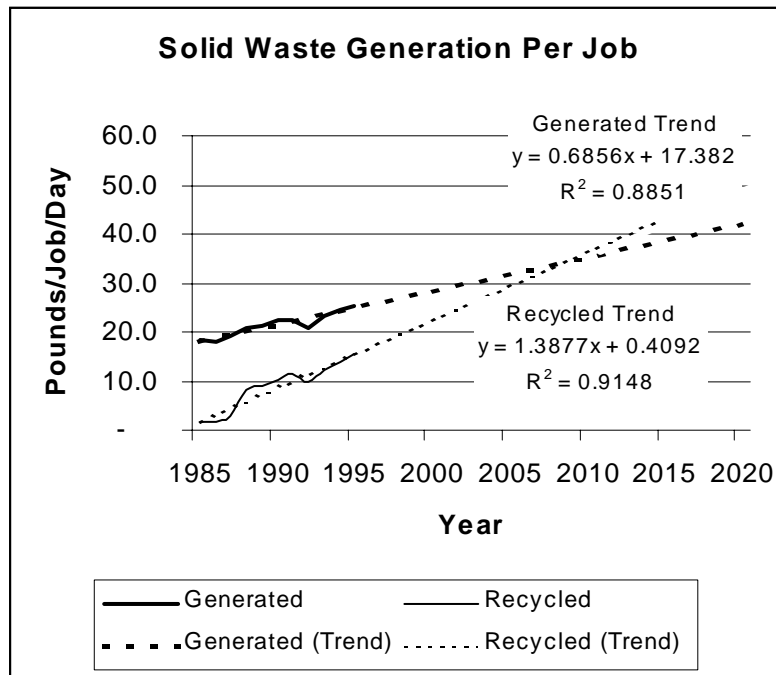 Solid Waste Generation Per Job
Generated Trend
y = 0.6856x + 17.382
R² = 0.8851
60.0
50.0
40.0
30.0
20.0
10.0
-
Pounds/Job/Day
Recycled Trend
y = 1.3877x + 0.4092
R² = 0.9148
1985 1990 1995 2000 2005 2010 2015 2020
Year
Generated Recycled
Generated (Trend) Recycled (Trend)